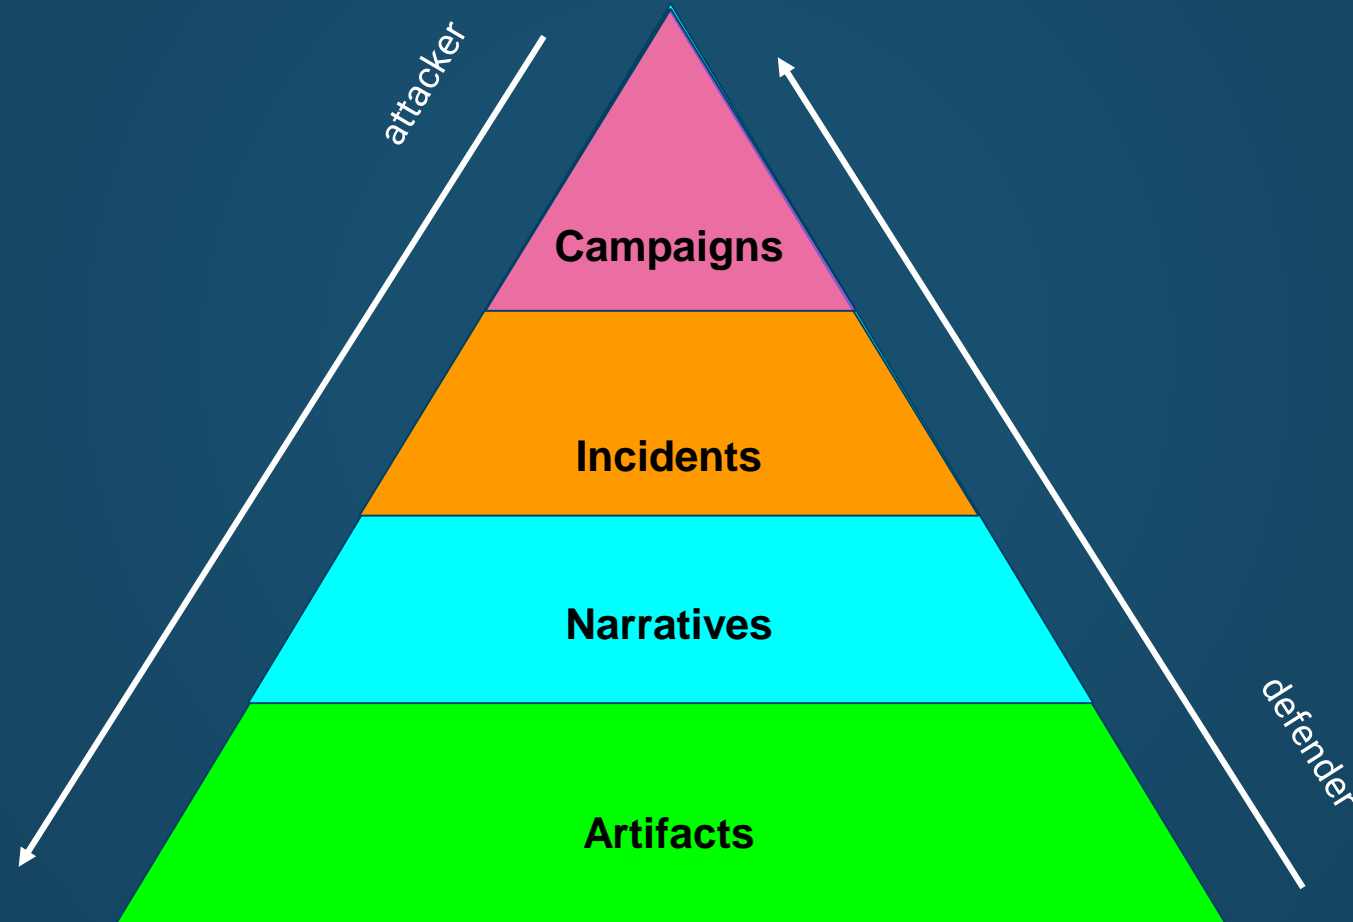 attacker
Campaigns
Incidents
Narratives
defender
Artifacts